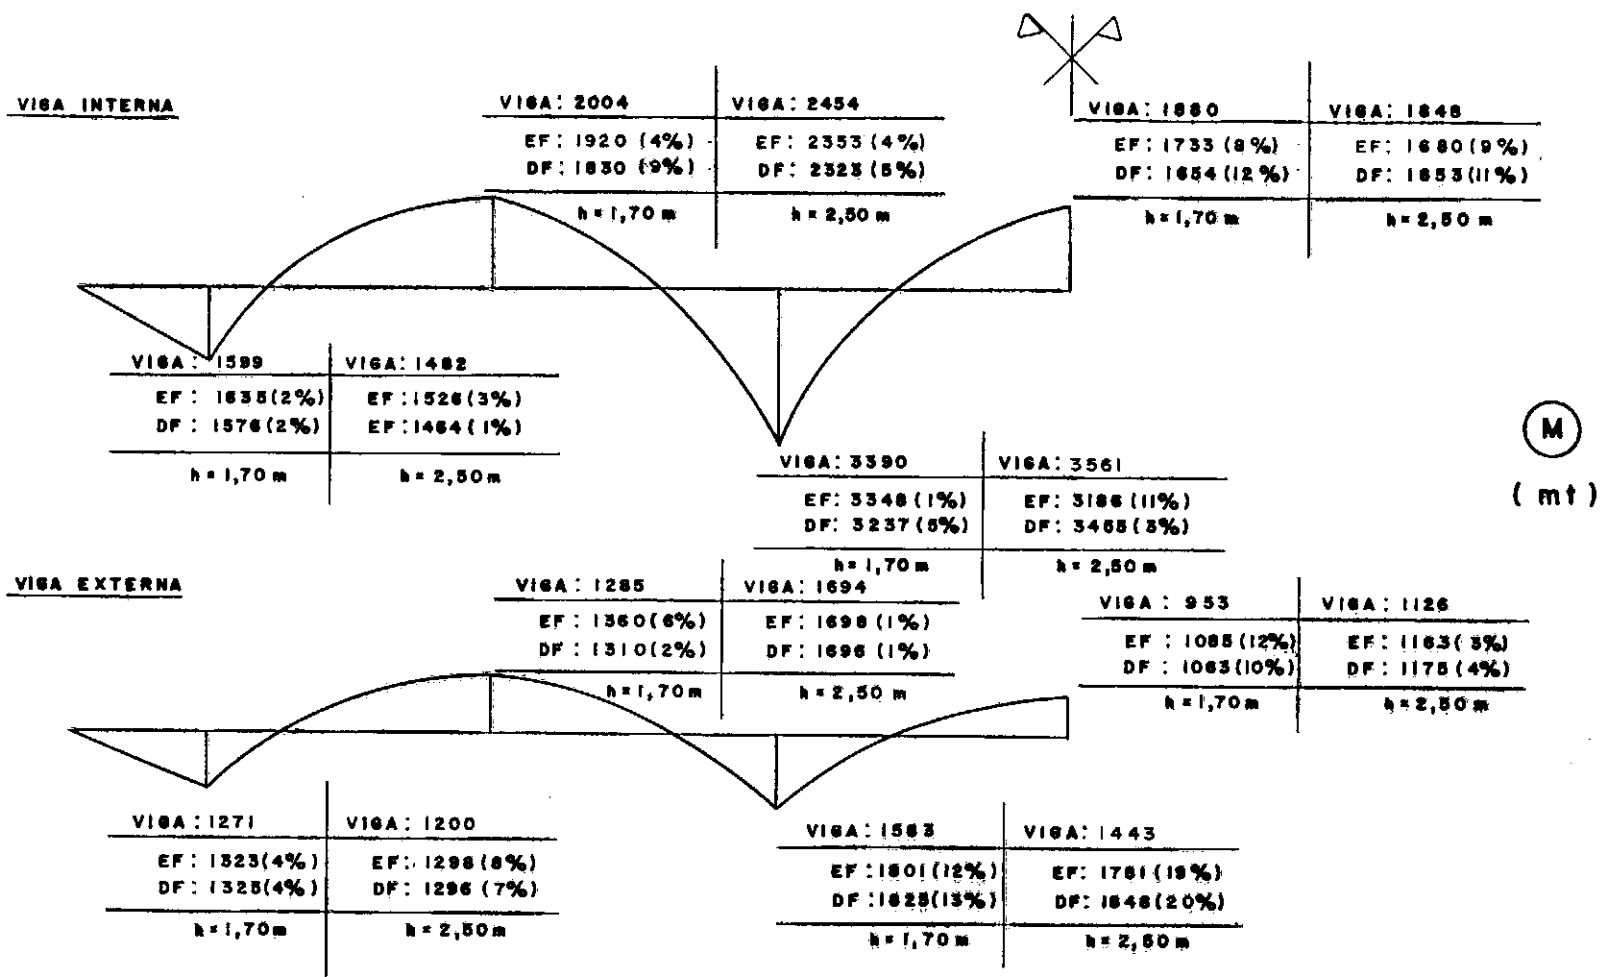 VIGA INTERNA
VIGA: 2004
VIGA: 2454
EF: 1920 (4%)
EF: 2353 (4%)
DF: 1830 (9%)
DF: 2323 (5%)
h = 1,70 m
h = 2,50 m
VIGA: 1880
VIGA: 1848
EF: 1733 (8%)
EF: 1680 (9%)
DF: 1654 (12%)
DF: 1653 (11%)
h = 1,70 m
h = 2,50 m
VIGA: 1599
VIGA: 1482
EF: 1635 (2%)
EF: 1526 (3%)
DF: 1576 (2%)
EF: 1464 (1%)
h = 1,70 m
h = 2,50 m
VIGA: 3390
VIGA: 3561
EF: 3348 (1%)
EF: 3186 (11%)
DF: 3237 (5%)
DF: 3455 (3%)
h = 1,70 m
h = 2,50 m
M
( mt )
VIGA EXTERNA
VIGA: 1285
VIGA: 1694
EF: 1360 (6%)
EF: 1698 (1%)
DF: 1310 (2%)
DF: 1696 (1%)
h = 1,70 m
h = 2,50 m
VIGA : 953
VIGA : 1126
EF : 1085 (12%)
EF : 1163 (3%)
DF : 1063 (10%)
DF : 1175 (4%)
h = 1,70 m
h = 2,50 m
VIGA: 1271
VIGA: 1200
EF: 1323 (4%)
EF: 1298 (8%)
DF: 1325 (4%)
DF: 1296 (7%)
h = 1,70 m
h = 2,50 m
VIGA: 1583
VIGA: 1443
EF: 1801 (12%)
EF: 1781 (19%)
DF: (13%)
DF: (20%)
h = 1,70 m
h = 2,50 m